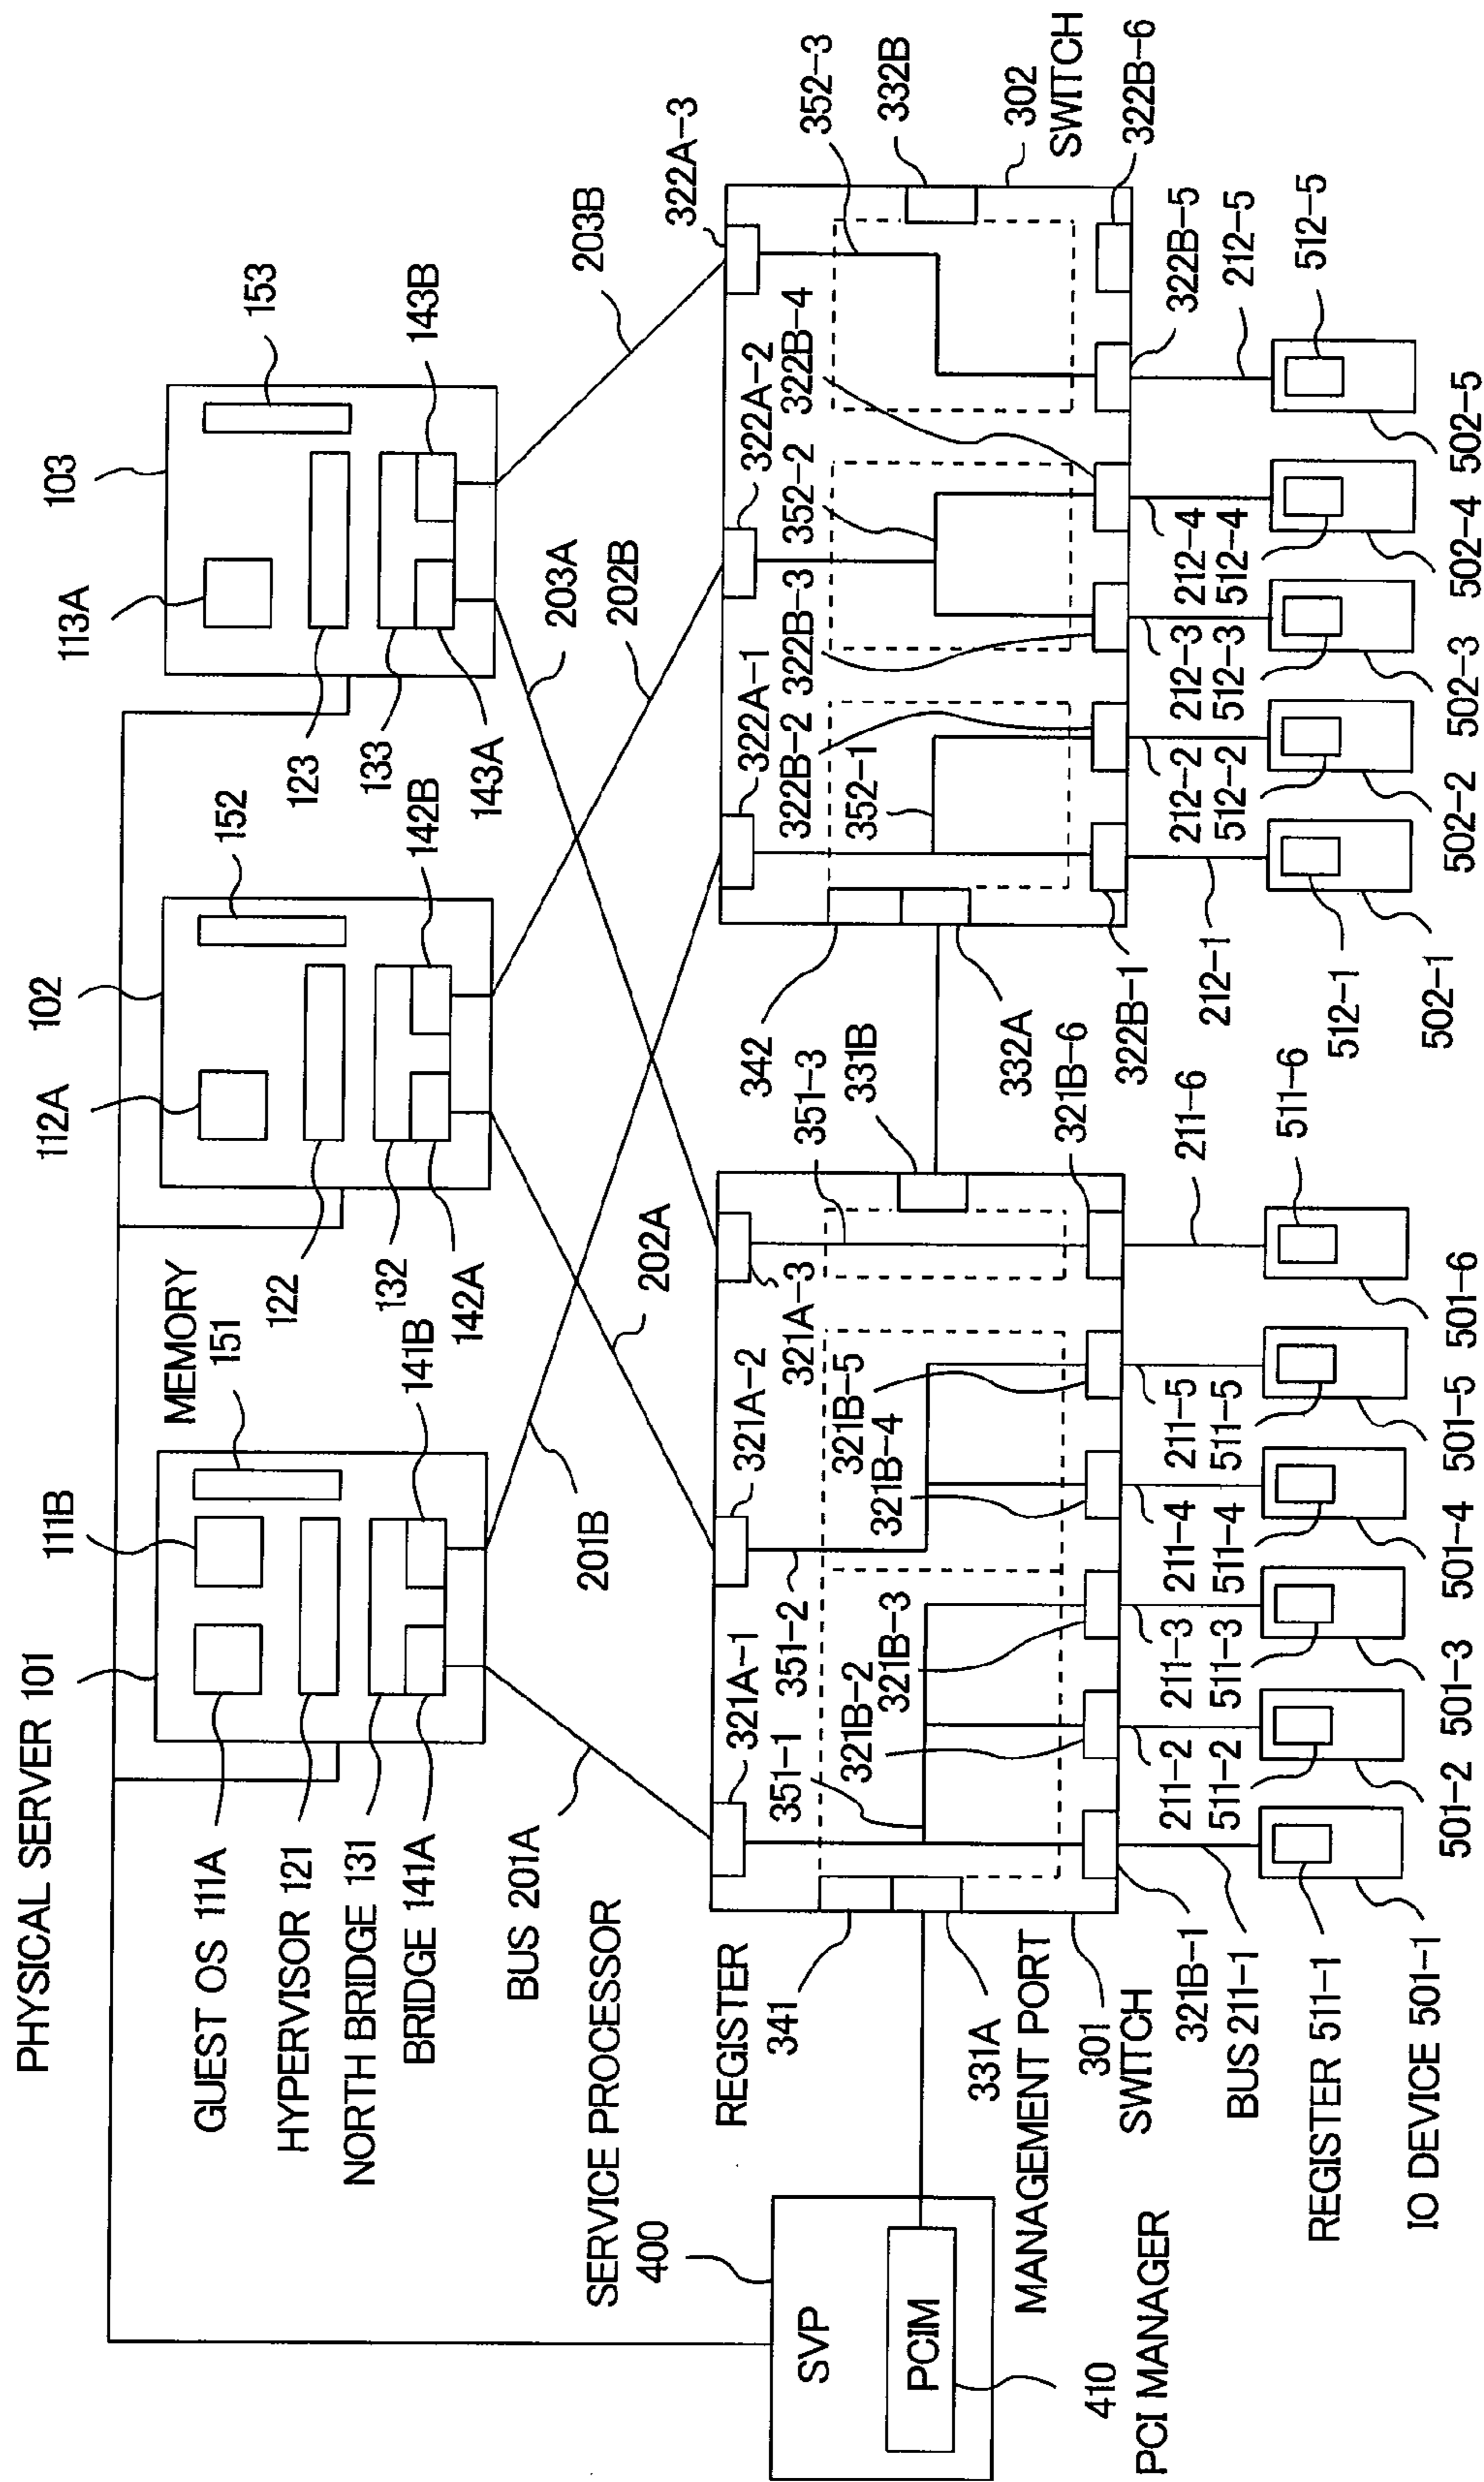 PHYSICAL SERVER 101
GUEST OS 111A
HYPERVISOR 121
NORTH BRIDGE 131
BRIDGE 141A
BUS 201A
111B
MEMORY
151
141B
201B
102
112A
122
132
142A
152
142B
202A
103
113A
123
133
143A
153
143B
203A
202B
203B
SERVICE PROCESSOR
400
SVP
PCIM
410
PCI MANAGER
REGISTER
341
331A
MANAGEMENT PORT
301
SWITCH
321A-1
321A-2
321A-3
351-1
351-2
351-3
321B-1
321B-2
321B-3
321B-4
321B-5
321B-6
331B
BUS 211-1
211-2
211-3
211-4
211-5
211-6
REGISTER 511-1
511-2
511-3
511-4
511-5
511-6
IO DEVICE 501-1
501-2
501-3
501-4
501-5
501-6
342
332A
322A-1
322A-2
322A-3
352-1
352-2
352-3
332B
302
SWITCH
322B-1
322B-2
322B-3
322B-4
322B-5
322B-6
212-1
212-2
212-3
212-4
212-5
512-1
512-2
512-3
512-4
512-5
502-1
502-2
502-3
502-4
502-5